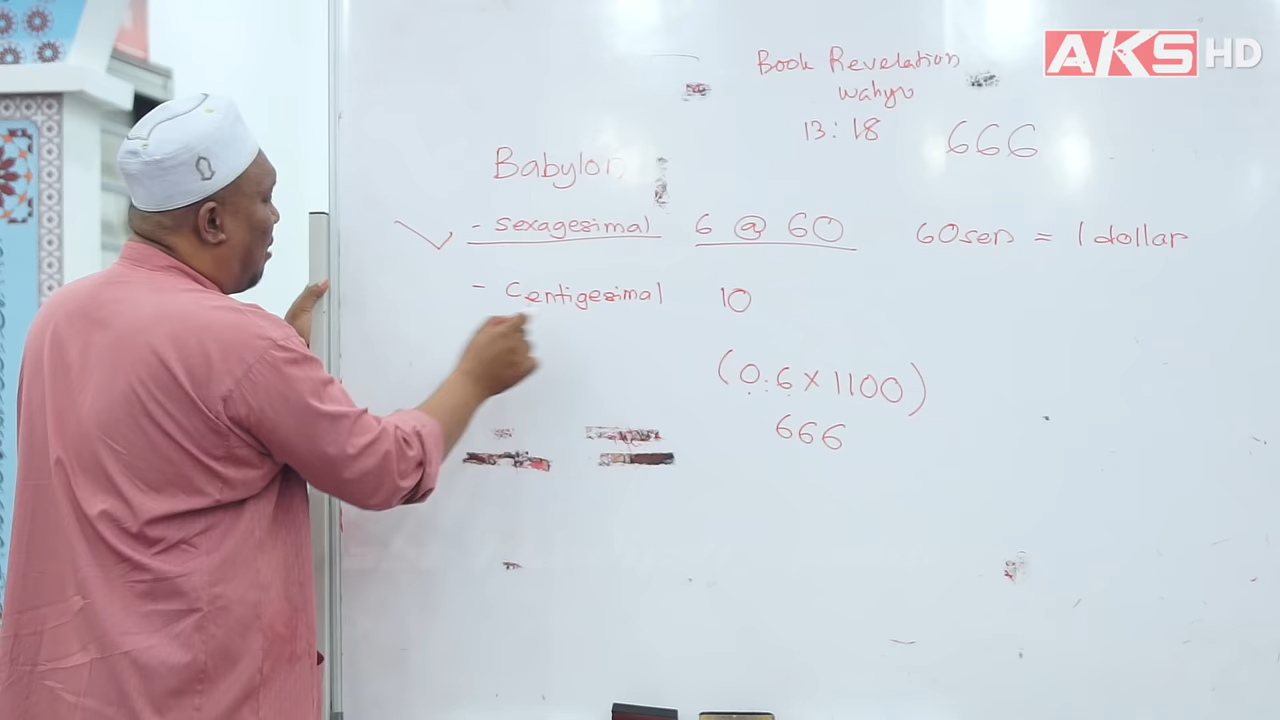 AKS HD
Book Revelation
Wahyu
13:18 666
Babylon
- sexagesimal 6 @ 60 60sen = 1 dollar
- Centigesimal 10
(0.6 x 1100)
666